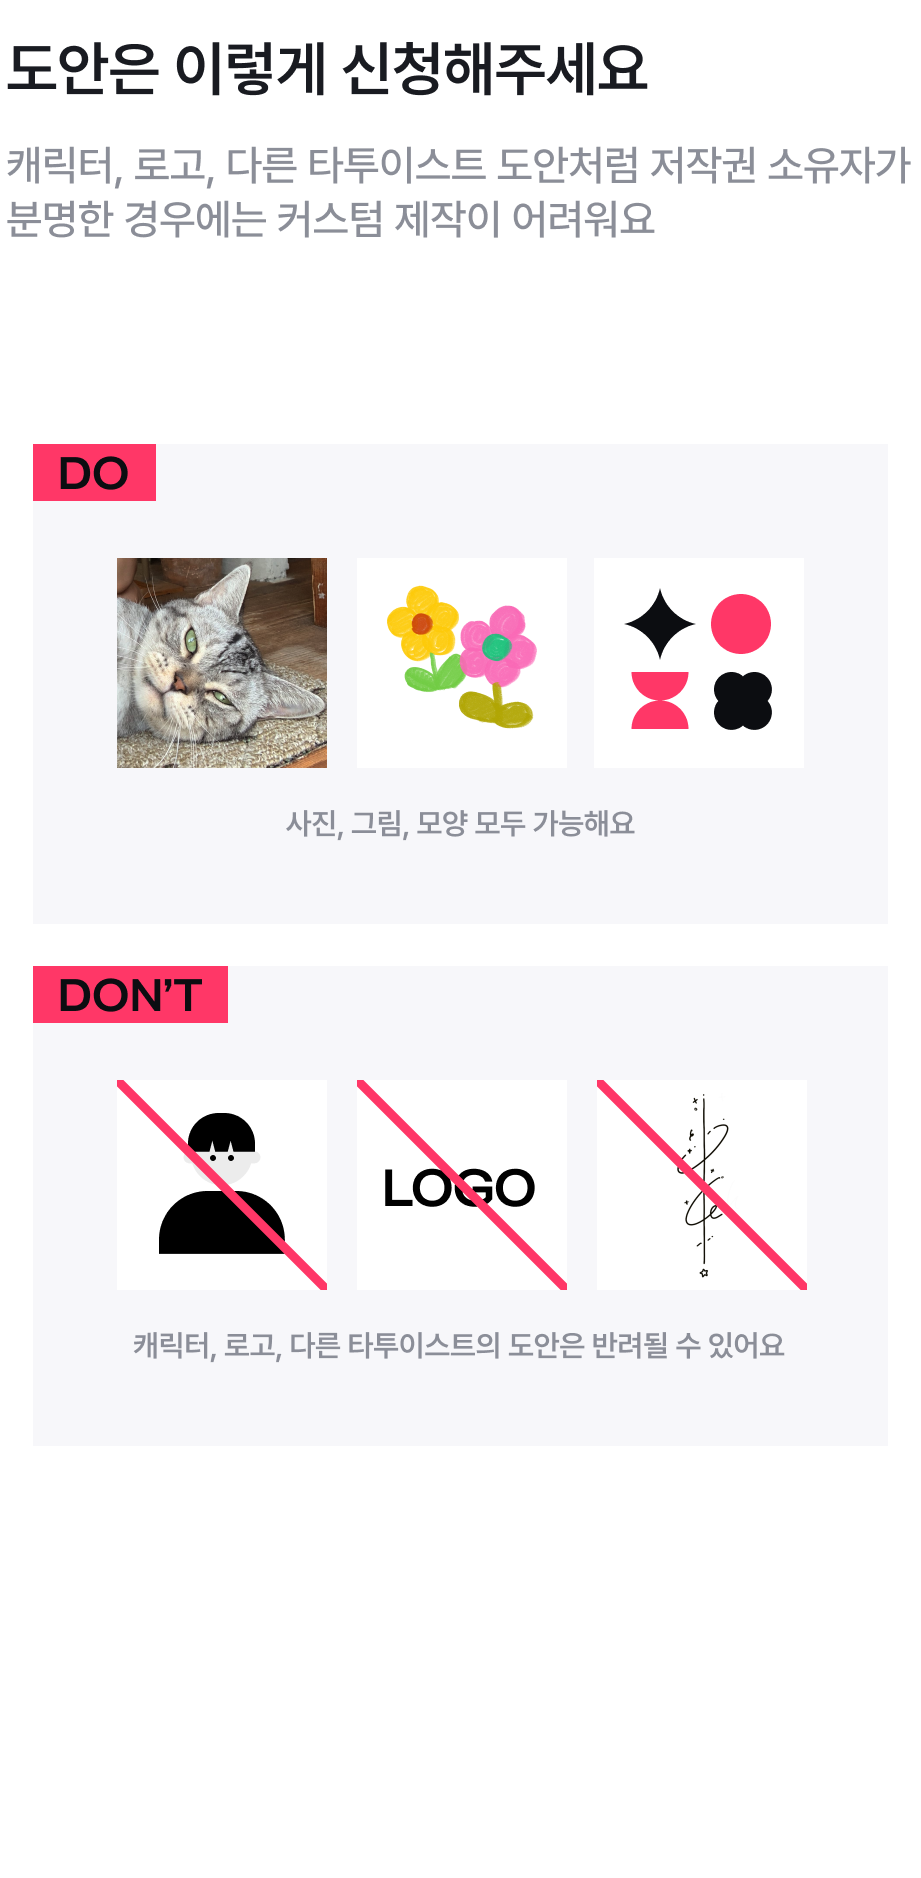 도안은 이렇게 신청해주세요
캐릭터, 로고, 다른 타투이스트 도안처럼 저작권 소유자가
분명한 경우에는 커스텀 제작이 어려워요
DO
사진, 그림, 모양 모두 가능해요
DON'T
LOGO
캐릭터, 로고, 다른 타투이스트의 도안은 반려될 수 있어요